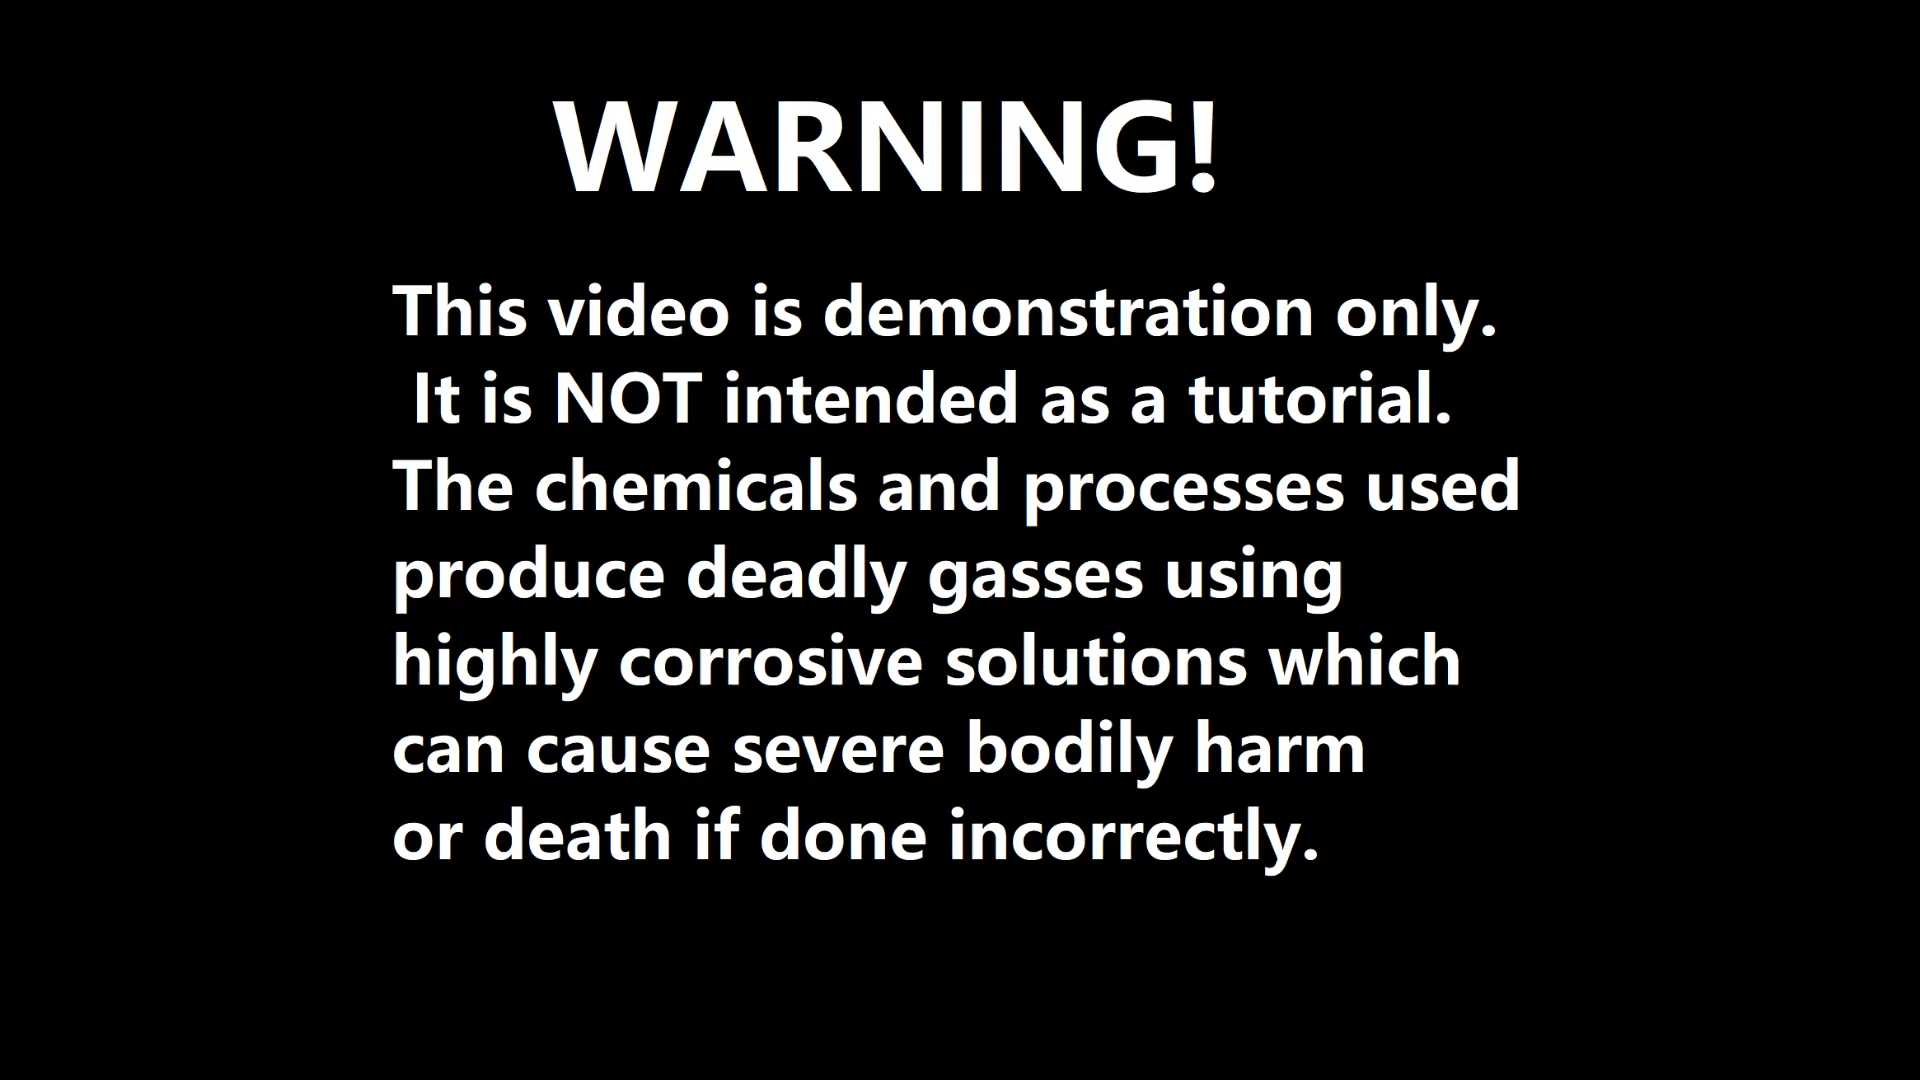 WARNING!
This video is demonstration only.
It is NOT intended as a tutorial.
The chemicals and processes used
produce deadly gasses using
highly corrosive solutions which
can cause severe bodily harm
or death if done incorrectly.